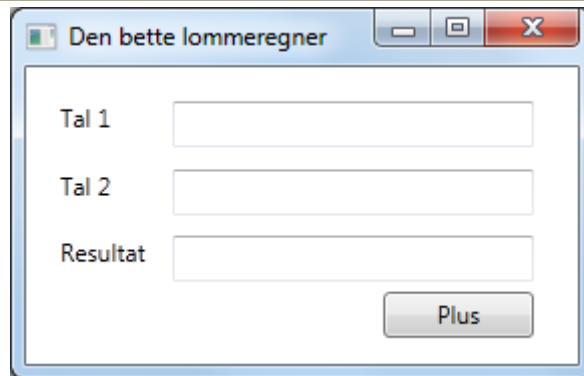 Den bette lommeregner
Tal 1
Tal 2
Resultat
Plus